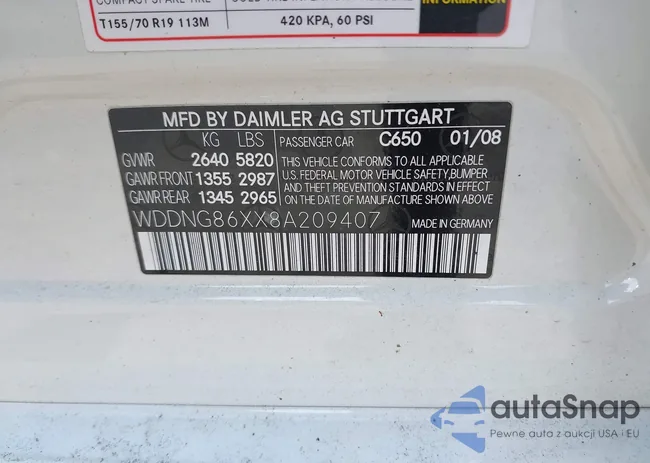 T155/70 R19 113M
420 KPA, 60 PSI
INFORMATION
MFD BY DAIMLER AG STUTTGART
KG LBS PASSENGER CAR C650 01/08
GVWR 2640 5820
GAWR FRONT 1355 2987
GAWR REAR 1345 2965
THIS VEHICLE CONFORMS TO ALL APPLICABLE
U.S. FEDERAL MOTOR VEHICLE SAFETY,BUMPER
AND THEFT PREVENTION STANDARDS IN EFFECT
ON THE DATE OF MANUFACTURE SHOWN ABOVE.
WDDNG86XX8A209407 MADE IN GERMANY
autoSnap
Pewne auta z aukcji USA i EU